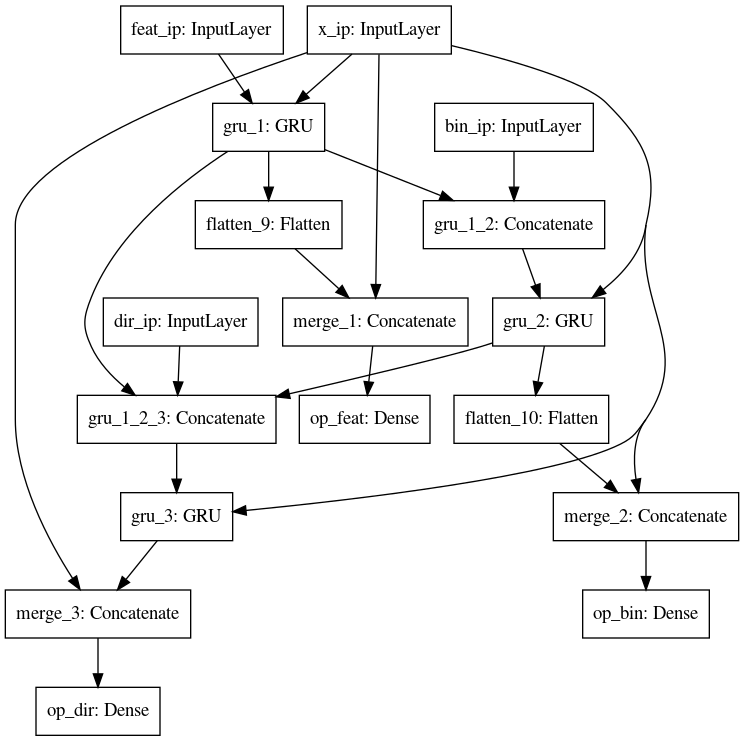 feat_ip: InputLayer
x_ip: InputLayer
gru_1: GRU
bin_ip: InputLayer
flatten_9: Flatten
gru_1_2: Concatenate
dir_ip: InputLayer
merge_1: Concatenate
gru_2: GRU
gru_1_2_3: Concatenate
op_feat: Dense
flatten_10: Flatten
gru_3: GRU
merge_2: Concatenate
merge_3: Concatenate
op_bin: Dense
op_dir: Dense